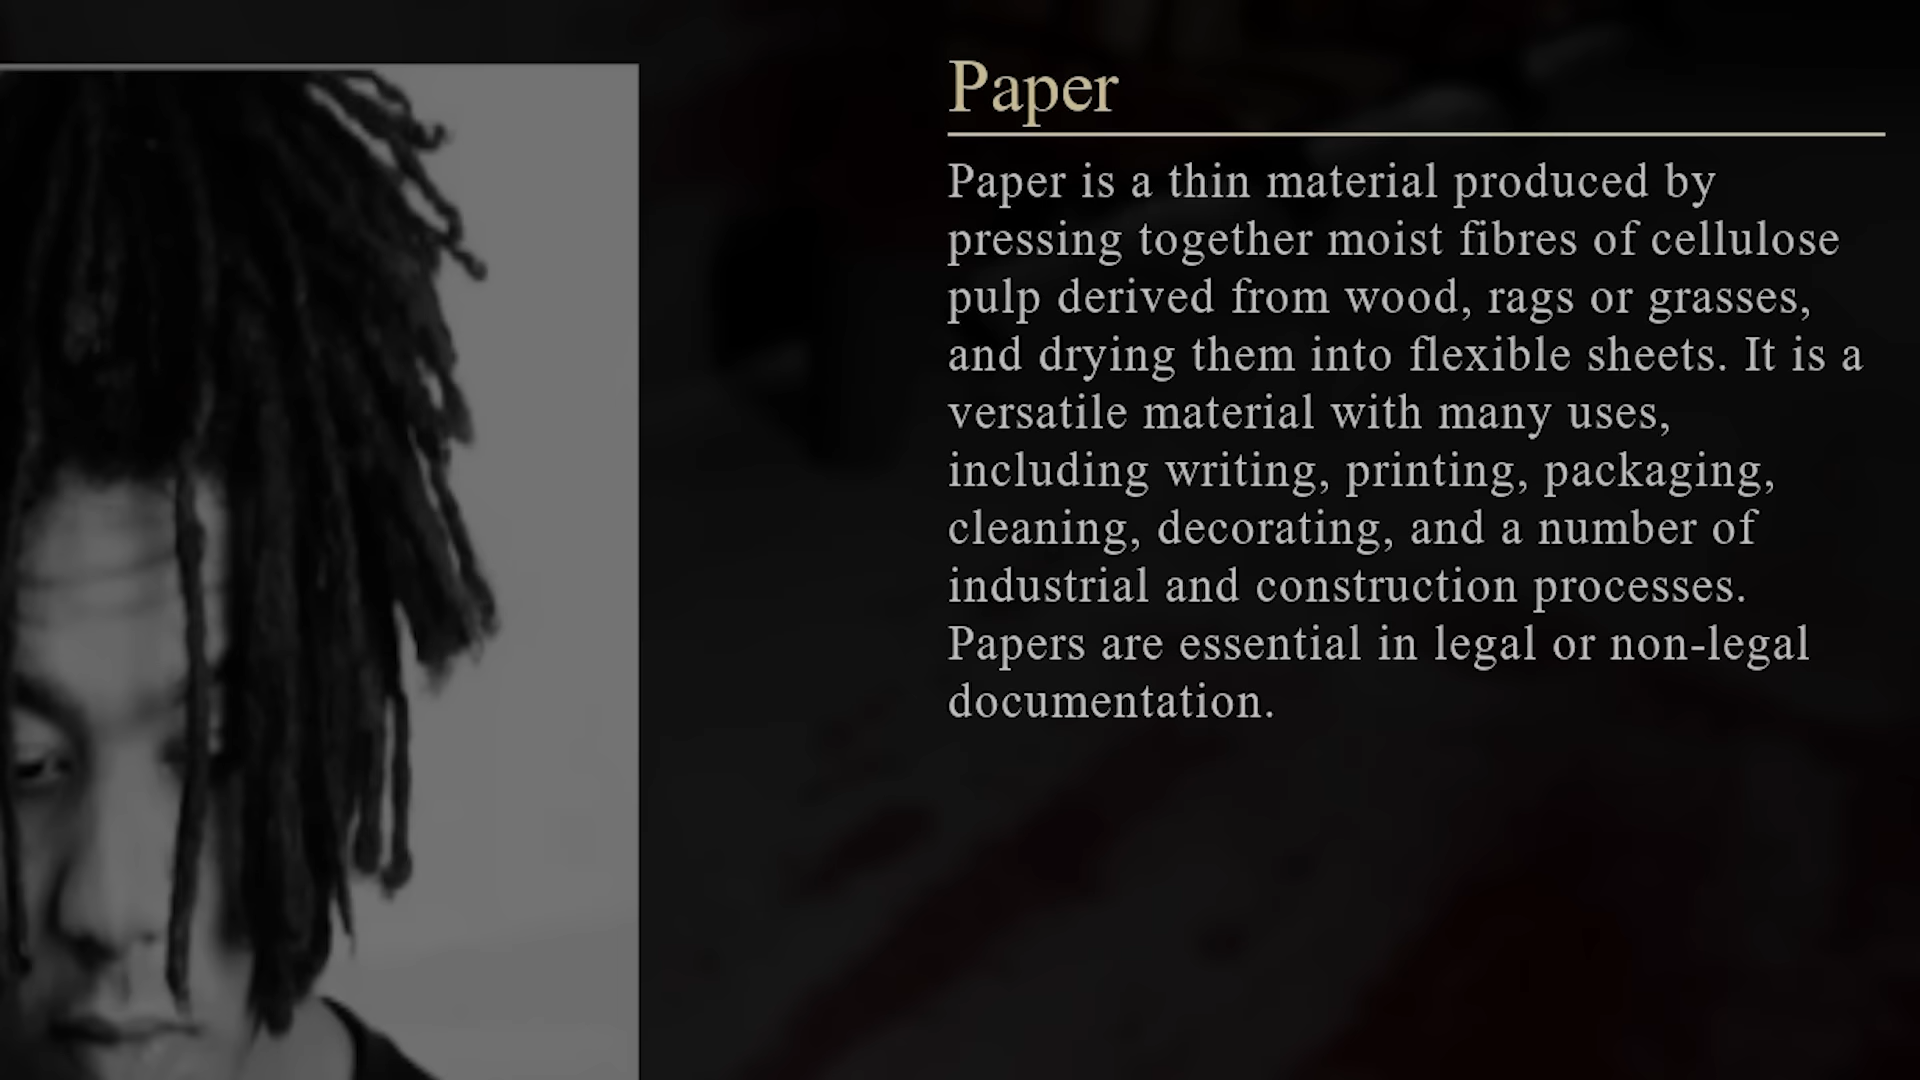 Paper
Paper is a thin material produced by
pressing together moist fibres of cellulose
pulp derived from wood, rags or grasses,
and drying them into flexible sheets. It is a
versatile material with many uses,
including writing, printing, packaging,
cleaning, decorating, and a number of
industrial and construction processes.
Papers are essential in legal or non-legal
documentation.